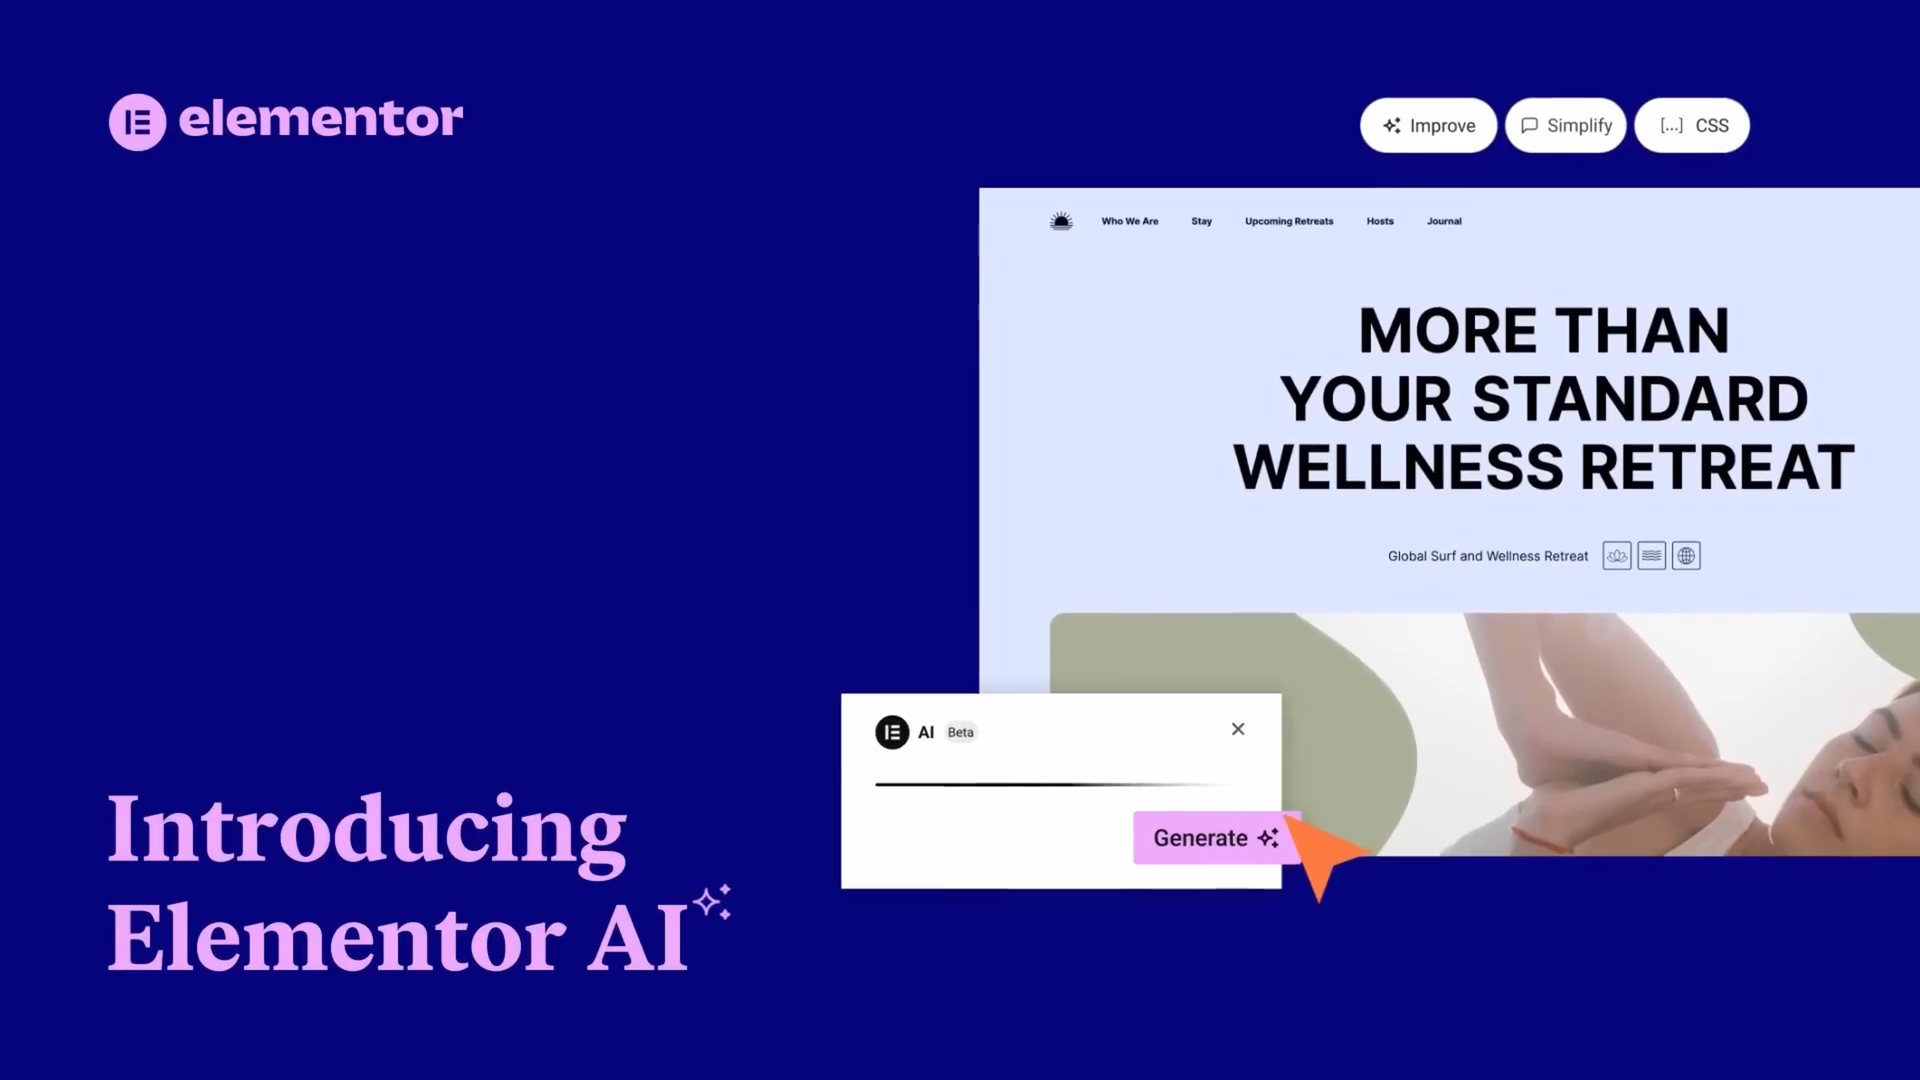 elementor
Improve
Simplify
[...] CSS
Who We Are
Stay
Upcoming Retreats
Hosts
Journal
MORE THAN
YOUR STANDARD
WELLNESS RETREAT
Global Surf and Wellness Retreat
AI Beta
Generate
Introducing
Elementor AI